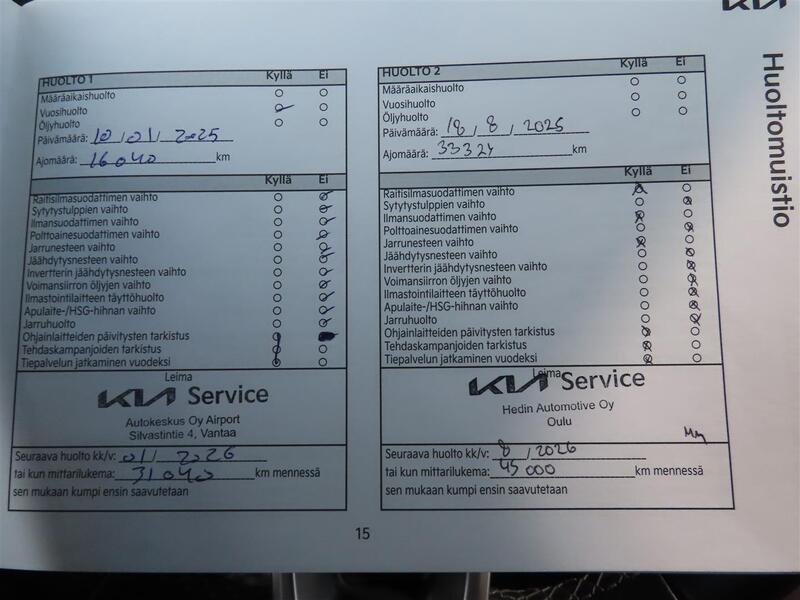 KIA
Huoltomuistio
HUOLTO 1 Kyllä Ei
Määräaikaishuolto
Vuosihuolto
Öljyhuolto
Päivämäärä: 10/01/2025
Ajomäärä: 16040 km
Kyllä Ei
Raitisilmasuodattimen vaihto
Sytytystulppien vaihto
Ilmansuodattimen vaihto
Polttoainesuodattimen vaihto
Jarrunesteen vaihto
Jäähdytysnesteen vaihto
Invertterin jäähdytysnesteen vaihto
Voimansiirron öljyjen vaihto
Ilmastointilaitteen täyttöhuolto
Apulaite-/HSG-hihnan vaihto
Jarruhuolto
Ohjainlaitteiden päivitysten tarkistus
Tehdaskampanjoiden tarkistus
Tiepalvelun jatkaminen vuodeksi
Leima
KIA Service
Autokeskus Oy Airport
Silvastintie 4, Vantaa
Seuraava huolto kk/v: 01/2026
tai kun mittarilukema: 31040 km mennessä
sen mukaan kumpi ensin saavutetaan
HUOLTO 2 Kyllä Ei
Määräaikaishuolto
Vuosihuolto
Öljyhuolto
Päivämäärä: 18/8/2025
Ajomäärä: 33324 km
Kyllä Ei
Raitisilmasuodattimen vaihto
Sytytystulppien vaihto
Ilmansuodattimen vaihto
Polttoainesuodattimen vaihto
Jarrunesteen vaihto
Jäähdytysnesteen vaihto
Invertterin jäähdytysnesteen vaihto
Voimansiirron öljyjen vaihto
Ilmastointilaitteen täyttöhuolto
Apulaite-/HSG-hihnan vaihto
Jarruhuolto
Ohjainlaitteiden päivitysten tarkistus
Tehdaskampanjoiden tarkistus
Tiepalvelun jatkaminen vuodeksi
Leima
KIA Service
Hedin Automotive Oy
Oulu
Seuraava huolto kk/v: 8/2026
tai kun mittarilukema: 45000 km mennessä
sen mukaan kumpi ensin saavutetaan
15